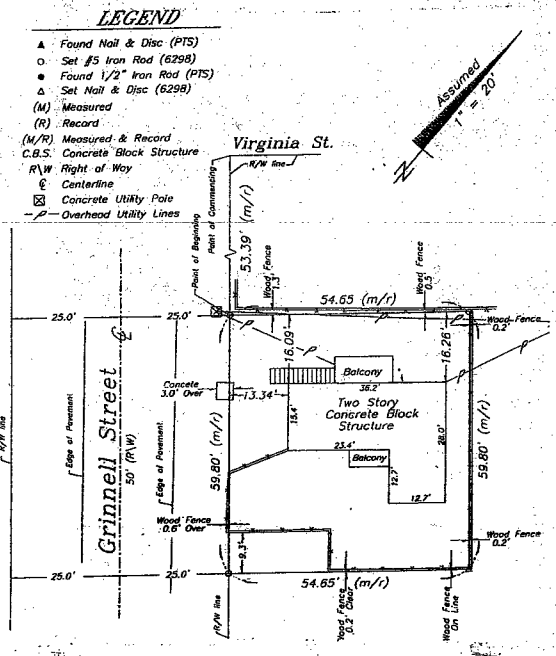 LEGEND
▲ Found Nail & Disc (PTS)
○ Set #5 Iron Rod (6298)
● Found 1/2" Iron Rod (PTS)
△ Set Nail & Disc (6298)
(M) Measured
(R) Record
(M/R) Measured & Record
C.B.S. Concrete Block Structure
R\W Right of Way
℄ Centerline
Concrete Utility Pole
—P— Overhead Utility Lines
Assumed
1" = 20'
N
Virginia St.
R/W line
Point of Commencing
Point of Beginning
53.39' (m/r)
Wood Fence
1.3'
54.65 (m/r)
Wood Fence
0.5'
25.0'
25.0'
P
P
P
Wood Fence
0.2'
16.09'
16.26'
Balcony
36.2'
P
P
Concete
3.0' Over
13.34'
15.4'
Two Story
Concrete Block
Structure
28.0'
R/W line
Edge of Pavement
Grinnell Street
℄
50' (R\W)
Edge of Pavement
59.80' (m/r)
59.80' (m/r)
23.4'
Balcony
12.7'
12.7'
Wood Fence
0.6' Over
9.3'
Wood Fence
0.2'
25.0'
25.0'
54.65' (m/r)
R/W line
Wood Fence
0.2' Clear
Wood Fence
On Line